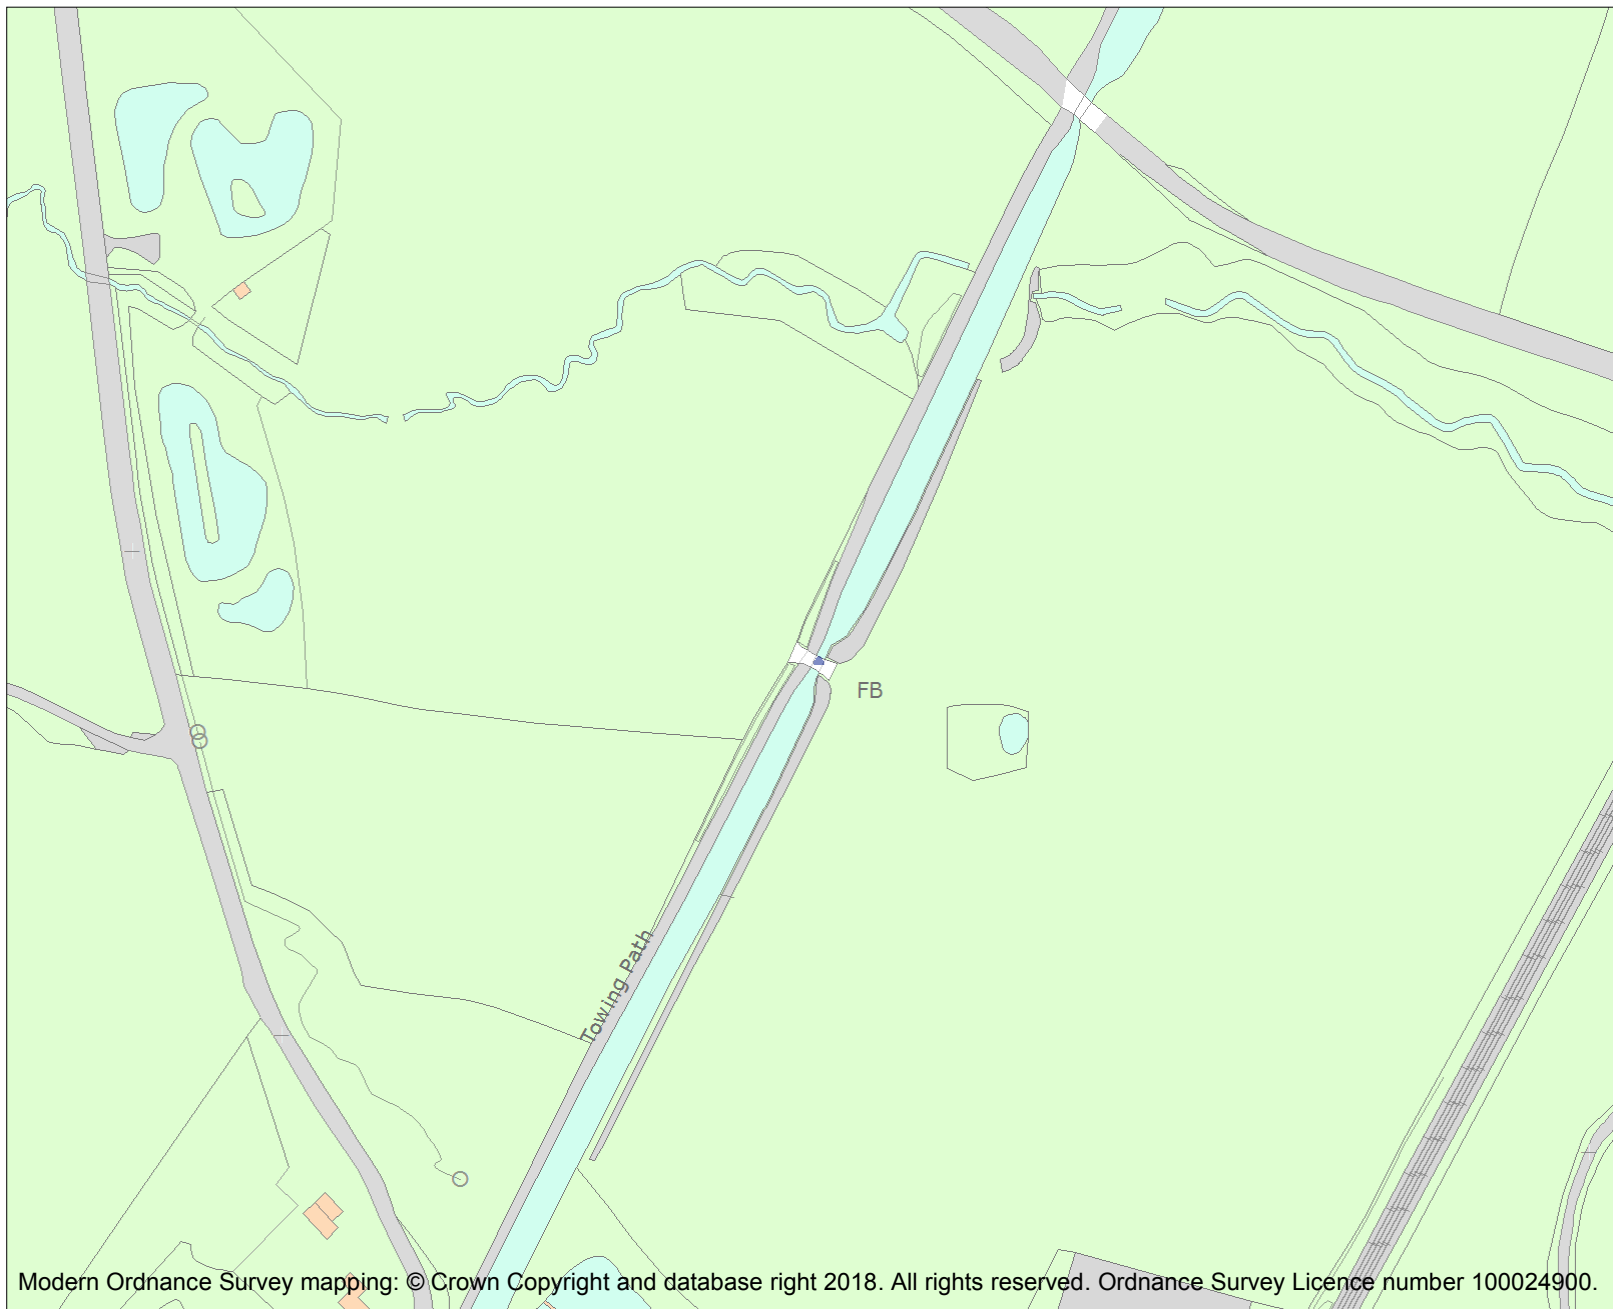 FB
Towing Path
Modern Ordnance Survey mapping: © Crown Copyright and database right 2018. All rights reserved. Ordnance Survey Licence number 100024900.